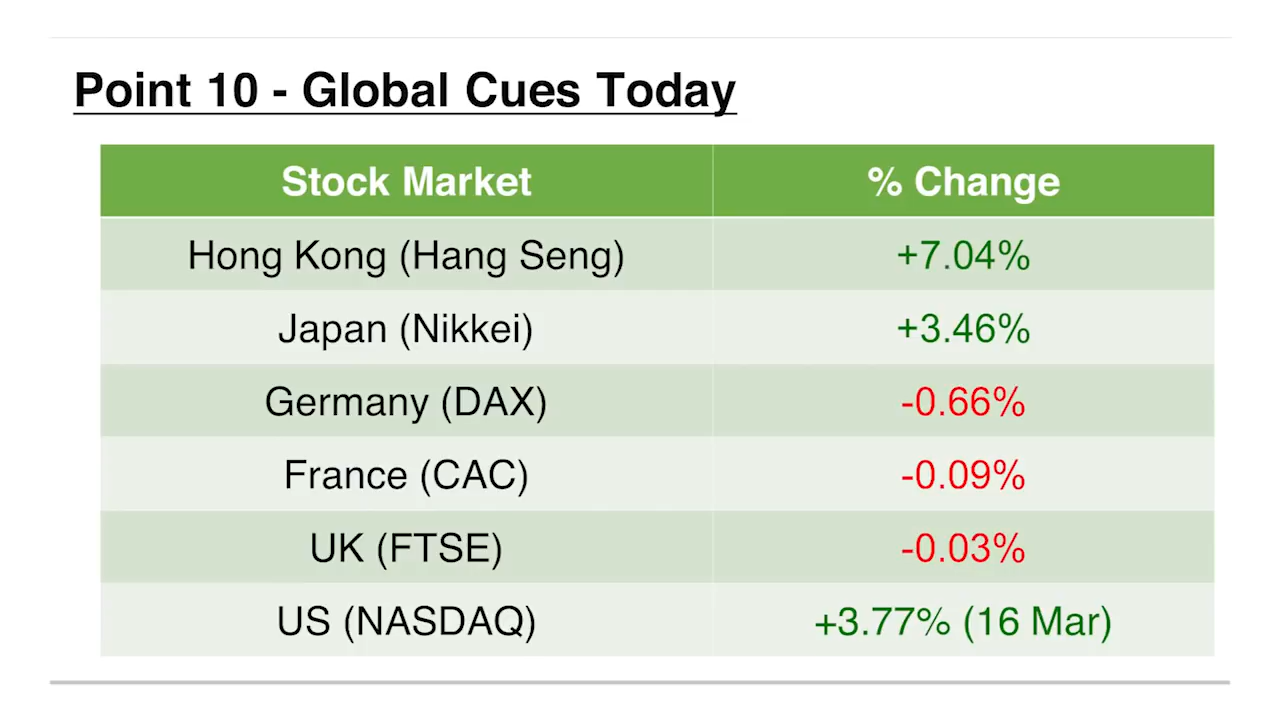 Point 10 - Global Cues Today
Stock Market % Change
Hong Kong (Hang Seng) +7.04%
Japan (Nikkei) +3.46%
Germany (DAX) -0.66%
France (CAC) -0.09%
UK (FTSE) -0.03%
US (NASDAQ) +3.77% (16 Mar)